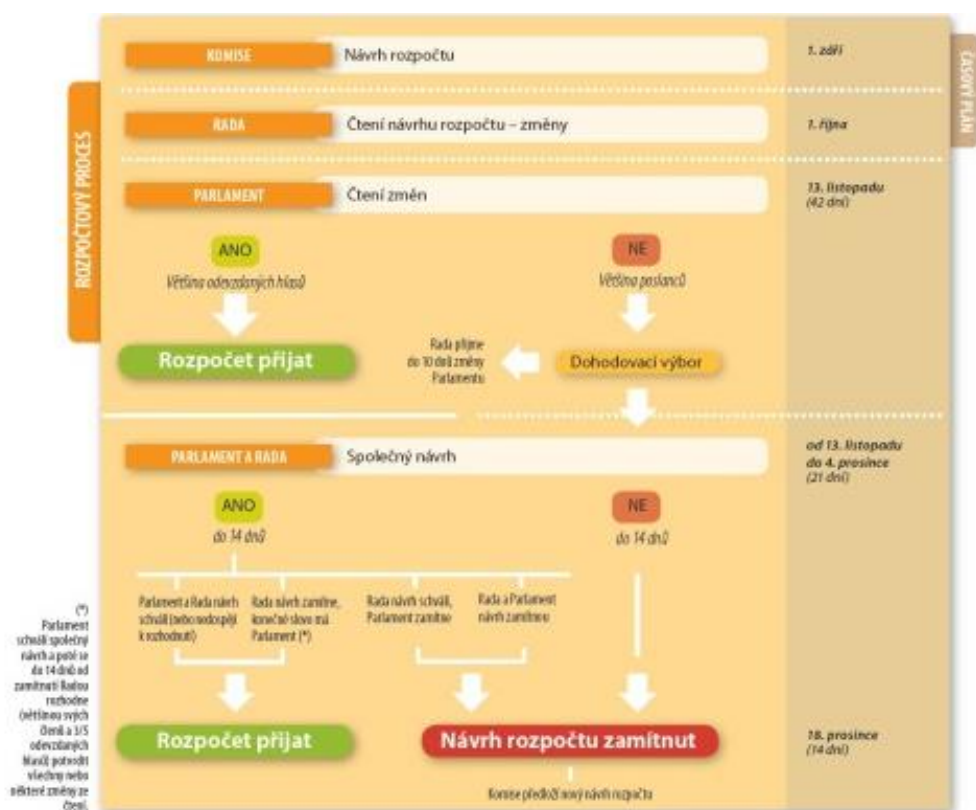 ROZPOČTOVÝ PROCES
ČASOVÝ PLÁN
KOMISE
Návrh rozpočtu
1. září
RADA
Čtení návrhu rozpočtu – změny
1. října
PARLAMENT
Čtení změn
13. listopadu
(42 dní)
ANO
Většina odevzdaných hlasů
NE
Většina poslanců
Rozpočet přijat
Rada přijme
do 10 dnů změny
Parlamentu
Dohodovací výbor
PARLAMENT A RADA
Společný návrh
od 13. listopadu
do 4. prosince
(21 dní)
ANO
do 14 dnů
NE
do 14 dnů
Parlament a Rada návrh
schválí (nebo nedospějí
k rozhodnutí)
Rada návrh zamítne,
konečné slovo má
Parlament (*)
Rada návrh schválí,
Parlament zamítne
Rada a Parlament
návrh zamítnou
Rozpočet přijat
Návrh rozpočtu zamítnut
18. prosince
(14 dní)
Komise předloží nový návrh rozpočtu
(*)
Parlament
schválí společný
návrh a poté se
do 14 dnů od
zamítnutí Radou
rozhodne
(většinou svých
členů a 3/5
odevzdaných
hlasů) potvrdit
všechny nebo
některé změny ze
čtení.